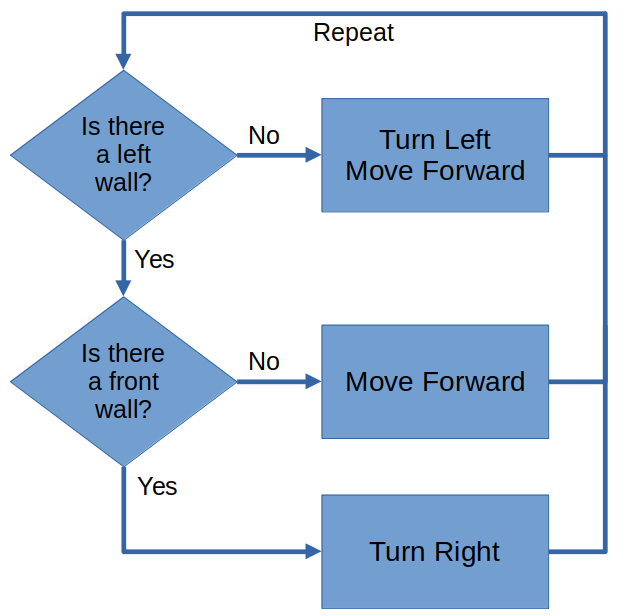 Repeat
Is there
a left
wall?
No
Turn Left
Move Forward
Yes
Is there
a front
wall?
No
Move Forward
Yes
Turn Right